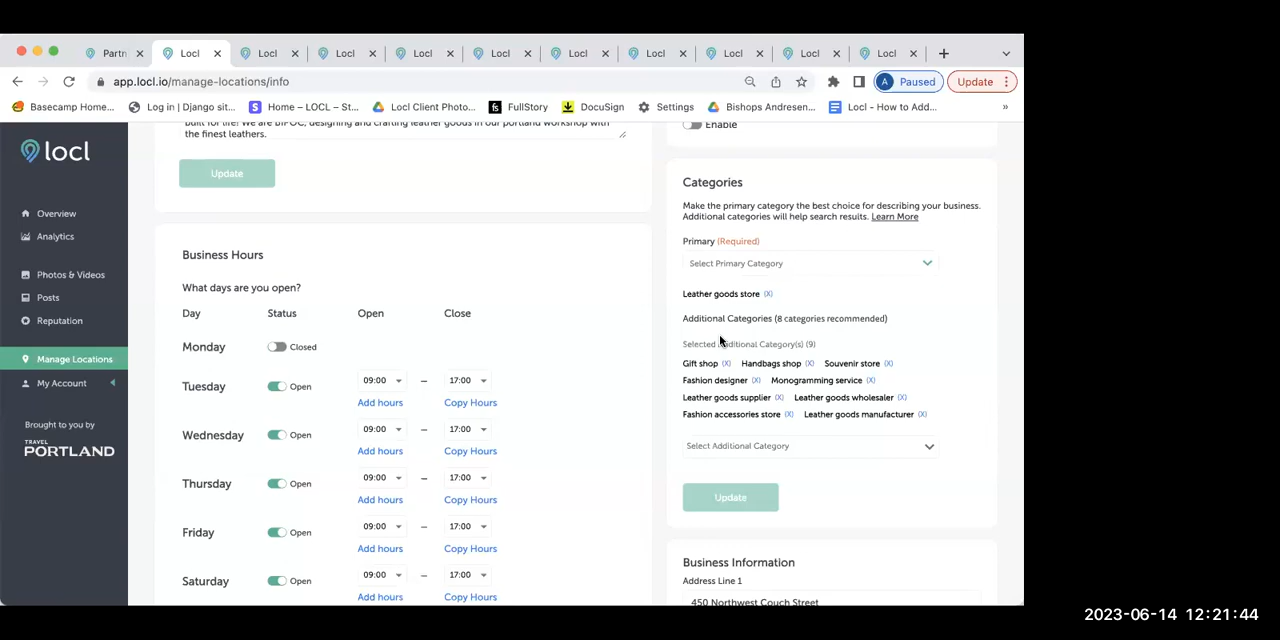 Partn
Locl
Locl
Locl
Locl
Locl
Locl
Locl
Locl
Locl
Locl
app.locl.io/manage-locations/info
A Paused
Update
Basecamp Home...
Log in | Django sit...
Home – LOCL – St...
Locl Client Photo...
FullStory
DocuSign
Settings
Bishops Andresen...
Locl - How to Add...
»
locl
Overview
Analytics
Photos & Videos
Posts
Reputation
Manage Locations
My Account
Brought to you by
TRAVEL
PORTLAND
built for life! We are BIPOC, designing and crafting leather goods in our portland workshop with
the finest leathers.
Update
Business Hours
What days are you open?
Day Status Open Close
Monday Closed
Tuesday Open 09:00 – 17:00
Add hours Copy Hours
Wednesday Open 09:00 – 17:00
Add hours Copy Hours
Thursday Open 09:00 – 17:00
Add hours Copy Hours
Friday Open 09:00 – 17:00
Add hours Copy Hours
Saturday Open 09:00 – 17:00
Add hours Copy Hours
Enable
Categories
Make the primary category the best choice for describing your business.
Additional categories will help search results. Learn More
Primary (Required)
Select Primary Category
Leather goods store (X)
Additional Categories (8 categories recommended)
Selected Additional Category(s) (9)
Gift shop (X) Handbags shop (X) Souvenir store (X)
Fashion designer (X) Monogramming service (X)
Leather goods supplier (X) Leather goods wholesaler (X)
Fashion accessories store (X) Leather goods manufacturer (X)
Select Additional Category
Update
Business Information
Address Line 1
450 Northwest Couch Street
2023-06-14 12:21:44